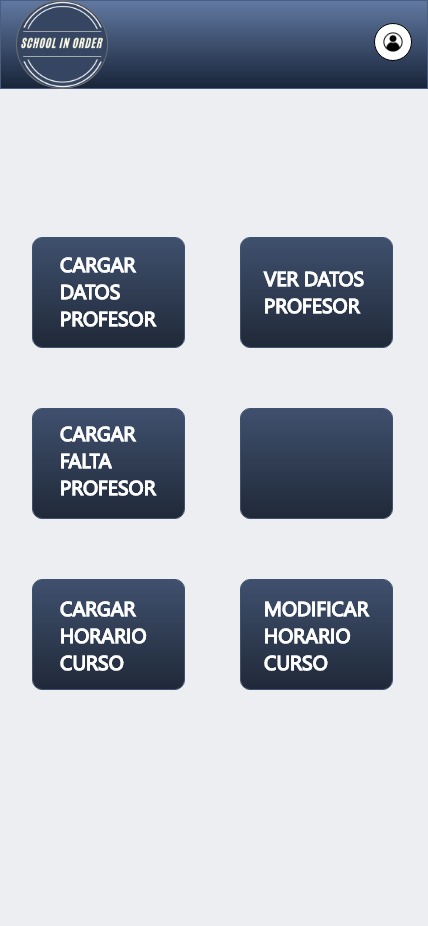 SCHOOL IN ORDER
CARGAR
DATOS
PROFESOR
VER DATOS
PROFESOR
CARGAR
FALTA
PROFESOR
CARGAR
HORARIO
CURSO
MODIFICAR
HORARIO
CURSO